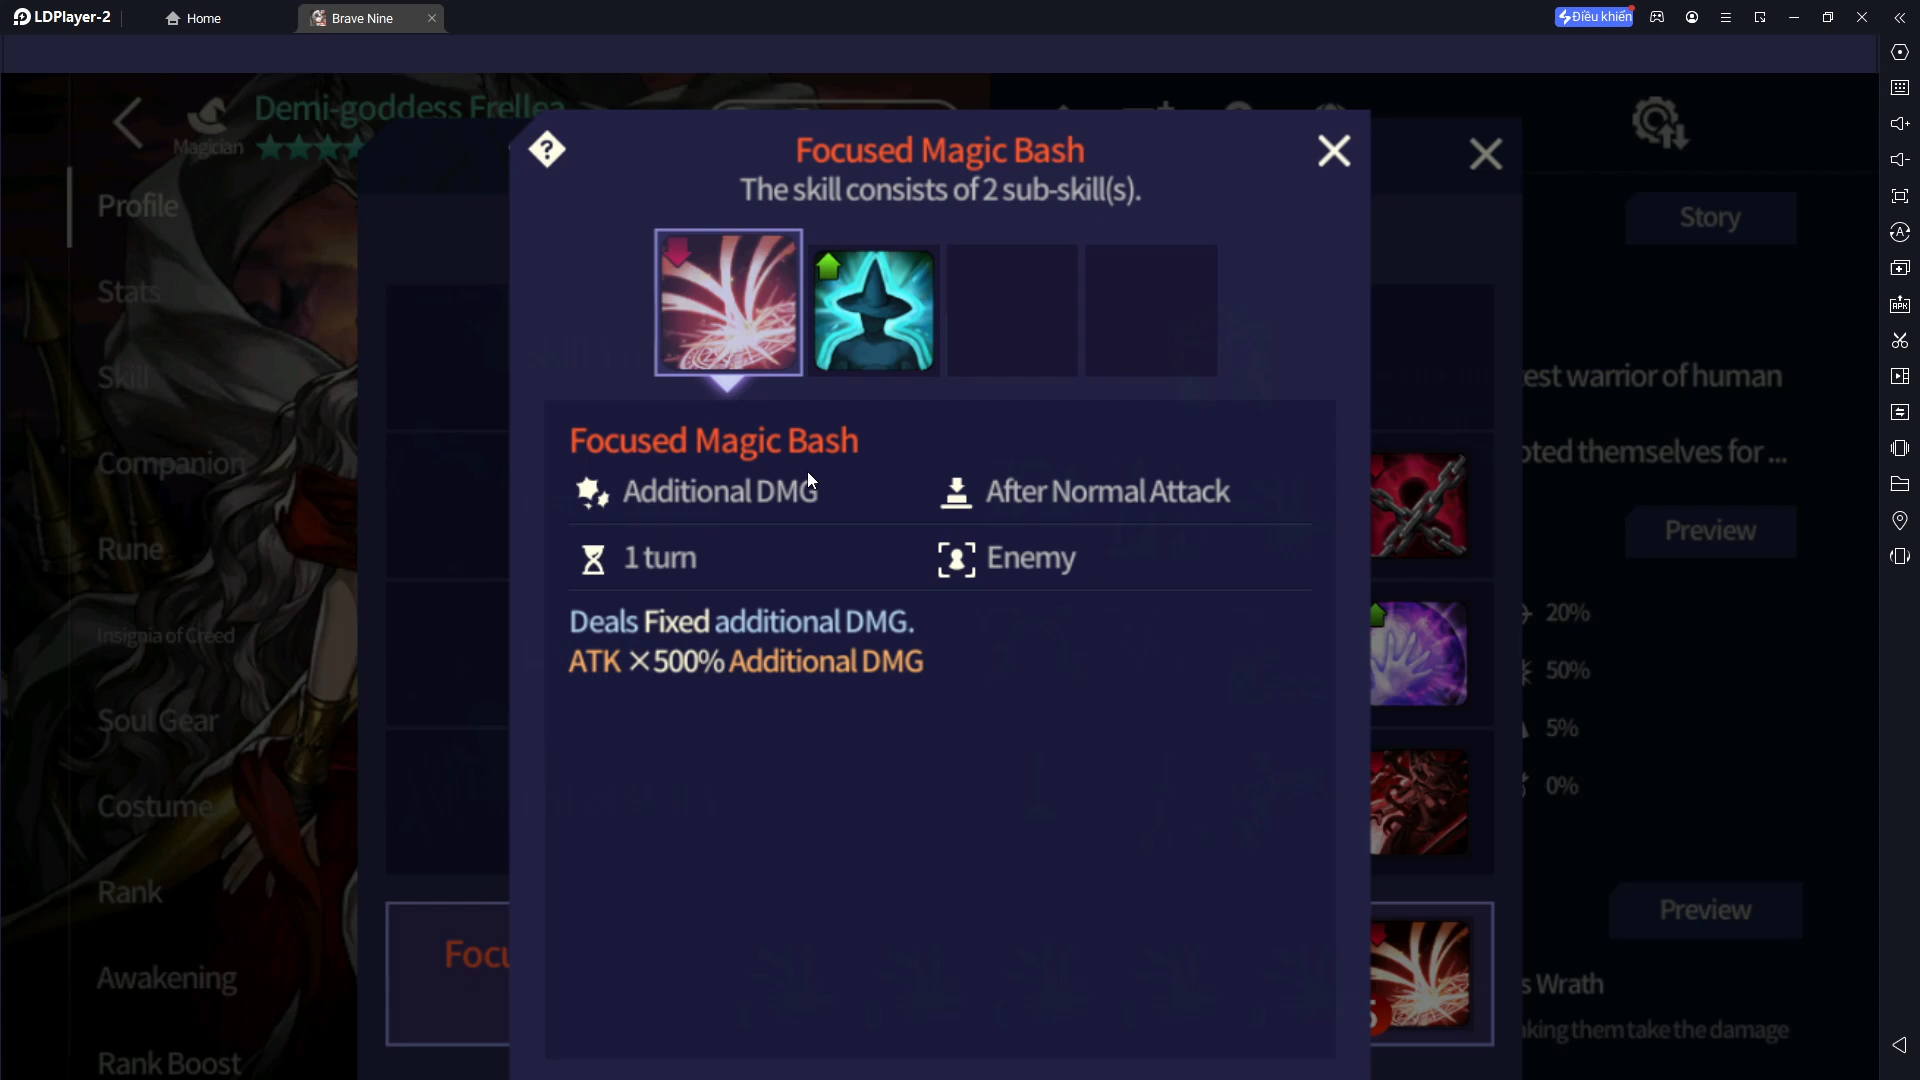 LDPlayer-2
Home
Brave Nine
Điều khiển
Demi-goddess Frellea
Magician
Profile
Stats
Skill
Companion
Rune
Insignia of Creed
Soul Gear
Costume
Rank
Awakening
Rank Boost
Focused Magic Bash
The skill consists of 2 sub-skill(s).
Focused Magic Bash
Additional DMG
After Normal Attack
1 turn
Enemy
Deals Fixed additional DMG.
ATK ×500% Additional DMG
Story
est warrior of human
oted themselves for ...
Preview
20%
50%
5%
0%
Preview
s Wrath
king them take the damage
Focu
APK